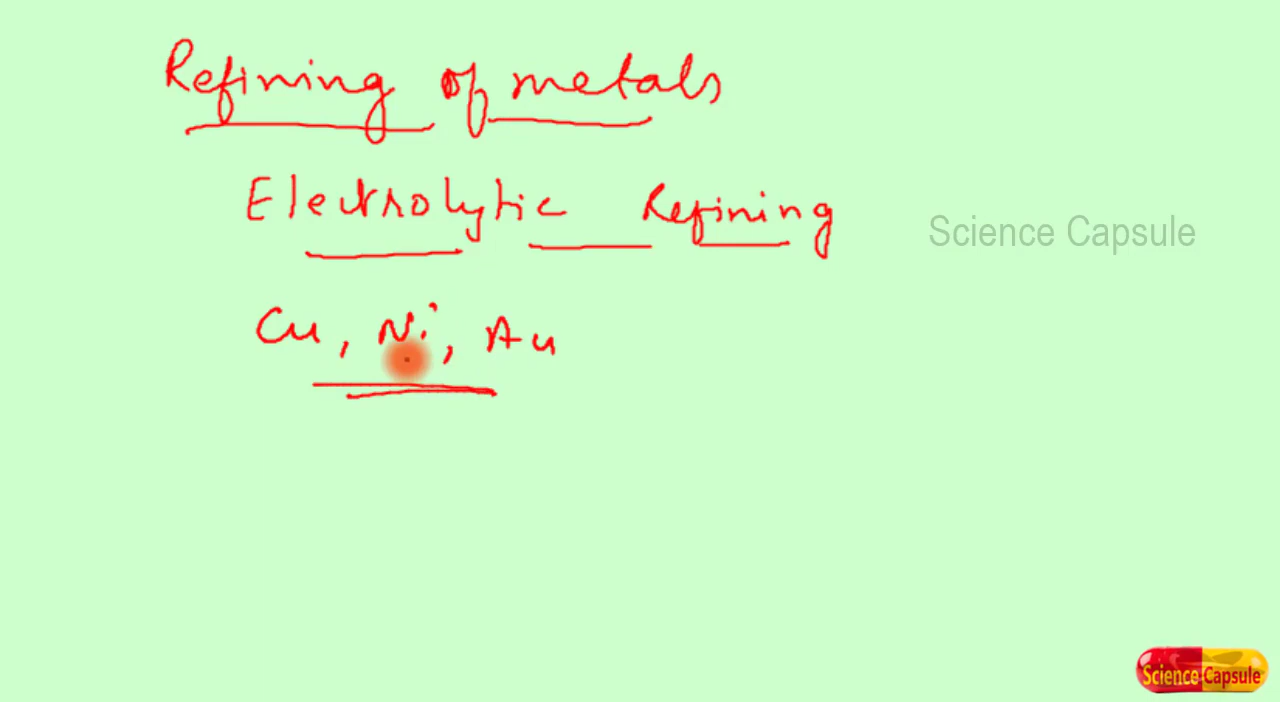 Refining of metals
Electrolytic Refining
Science Capsule
Cu, Ni, Au
Science Capsule